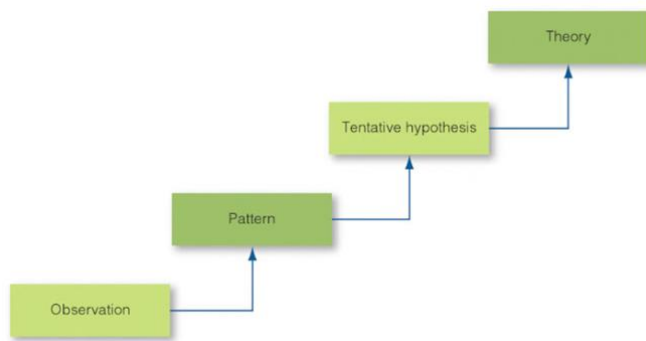 Theory
Tentative hypothesis
Pattern
Observation